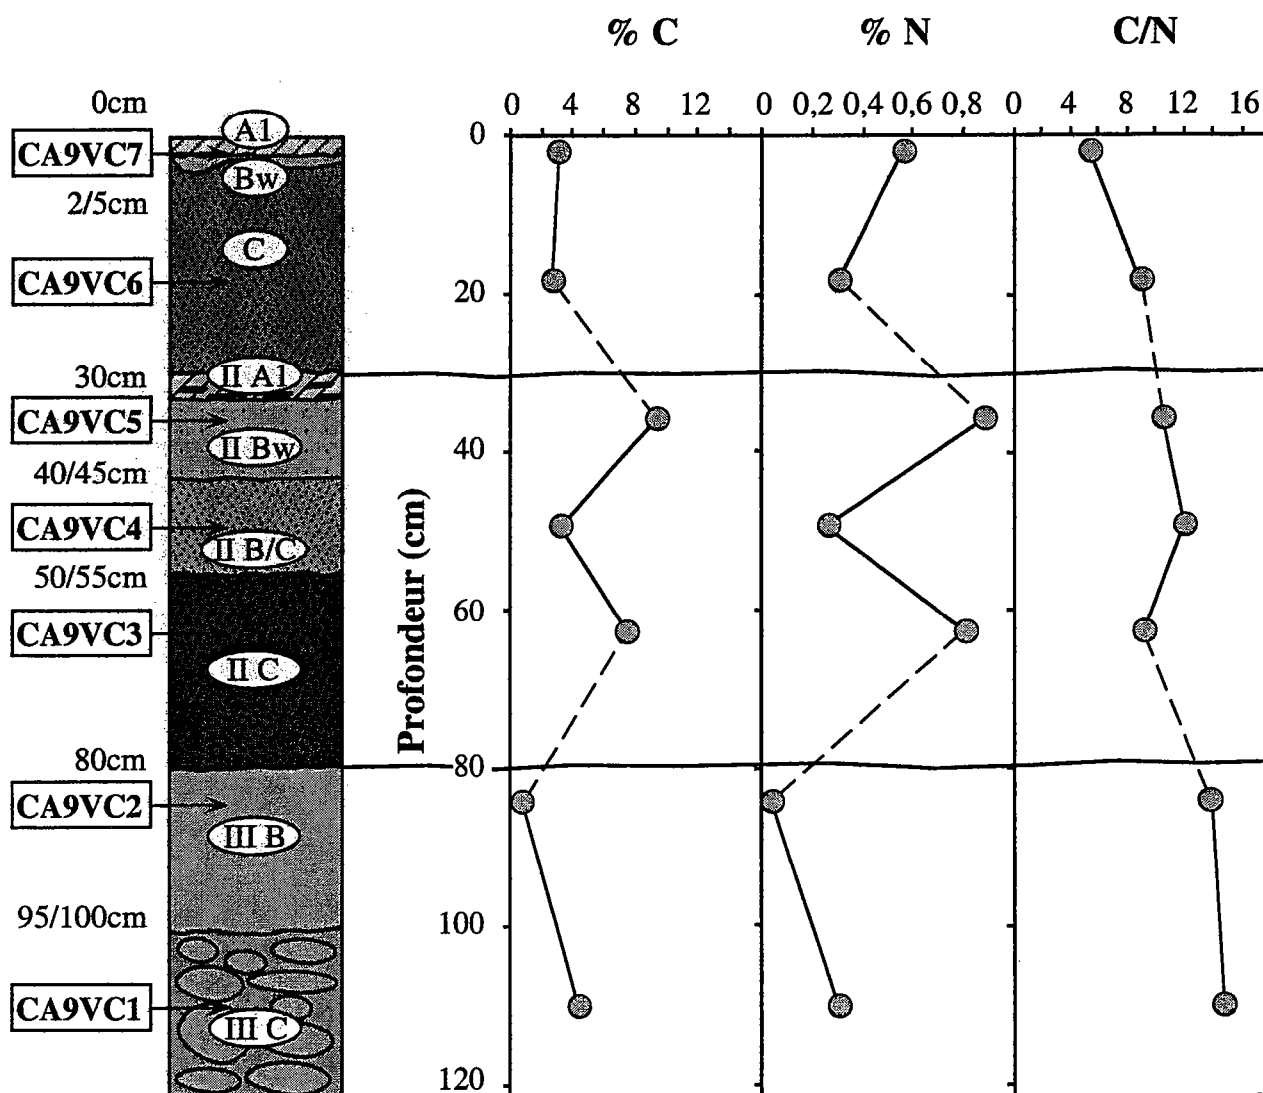 % C % N C/N
0 4 8 12 0 0,2 0,4 0,6 0,8 0 4 8 12 16
0cm
A1
0
CA9VC7
Bw
2/5cm
C
CA9VC6
20
30cm
II A1
CA9VC5
II Bw
40
40/45cm
CA9VC4
II B/C
50/55cm
60
CA9VC3
II C
Profondeur (cm)
80cm
80
CA9VC2
III B
95/100cm
100
CA9VC1
III C
120